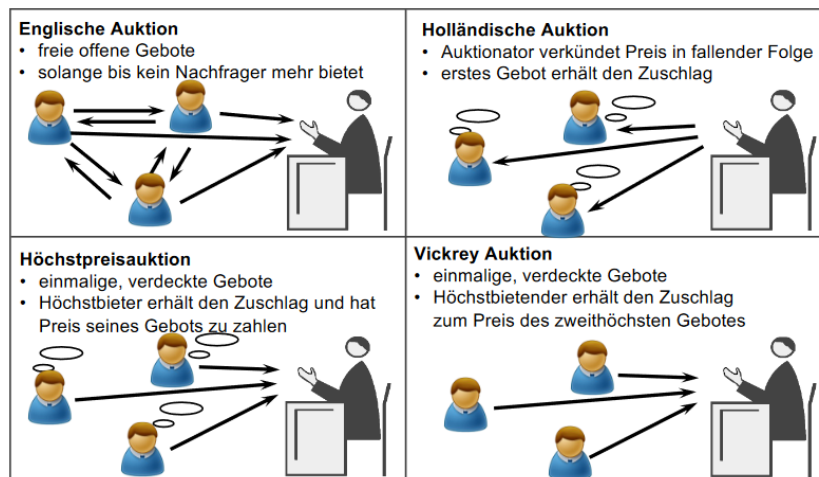 Englische Auktion
• freie offene Gebote
• solange bis kein Nachfrager mehr bietet
Holländische Auktion
• Auktionator verkündet Preis in fallender Folge
• erstes Gebot erhält den Zuschlag
Höchstpreisauktion
• einmalige, verdeckte Gebote
• Höchstbieter erhält den Zuschlag und hat
Preis seines Gebots zu zahlen
Vickrey Auktion
• einmalige, verdeckte Gebote
• Höchstbietender erhält den Zuschlag
zum Preis des zweithöchsten Gebotes